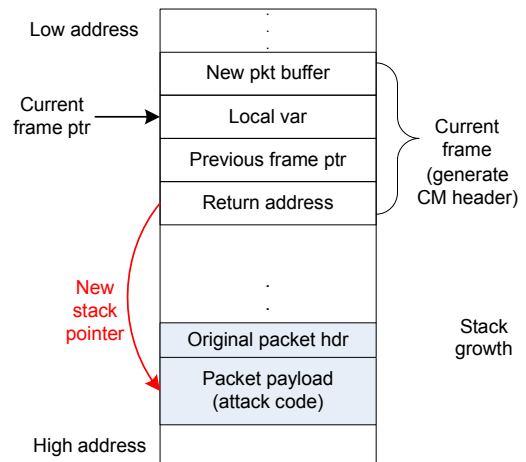 Low address
.
.
.
New pkt buffer
Current
frame ptr
Local var
Previous frame ptr
Return address
Current
frame
(generate
CM header)
.
.
New
stack
pointer
Original packet hdr
Packet payload
(attack code)
Stack
growth
High address